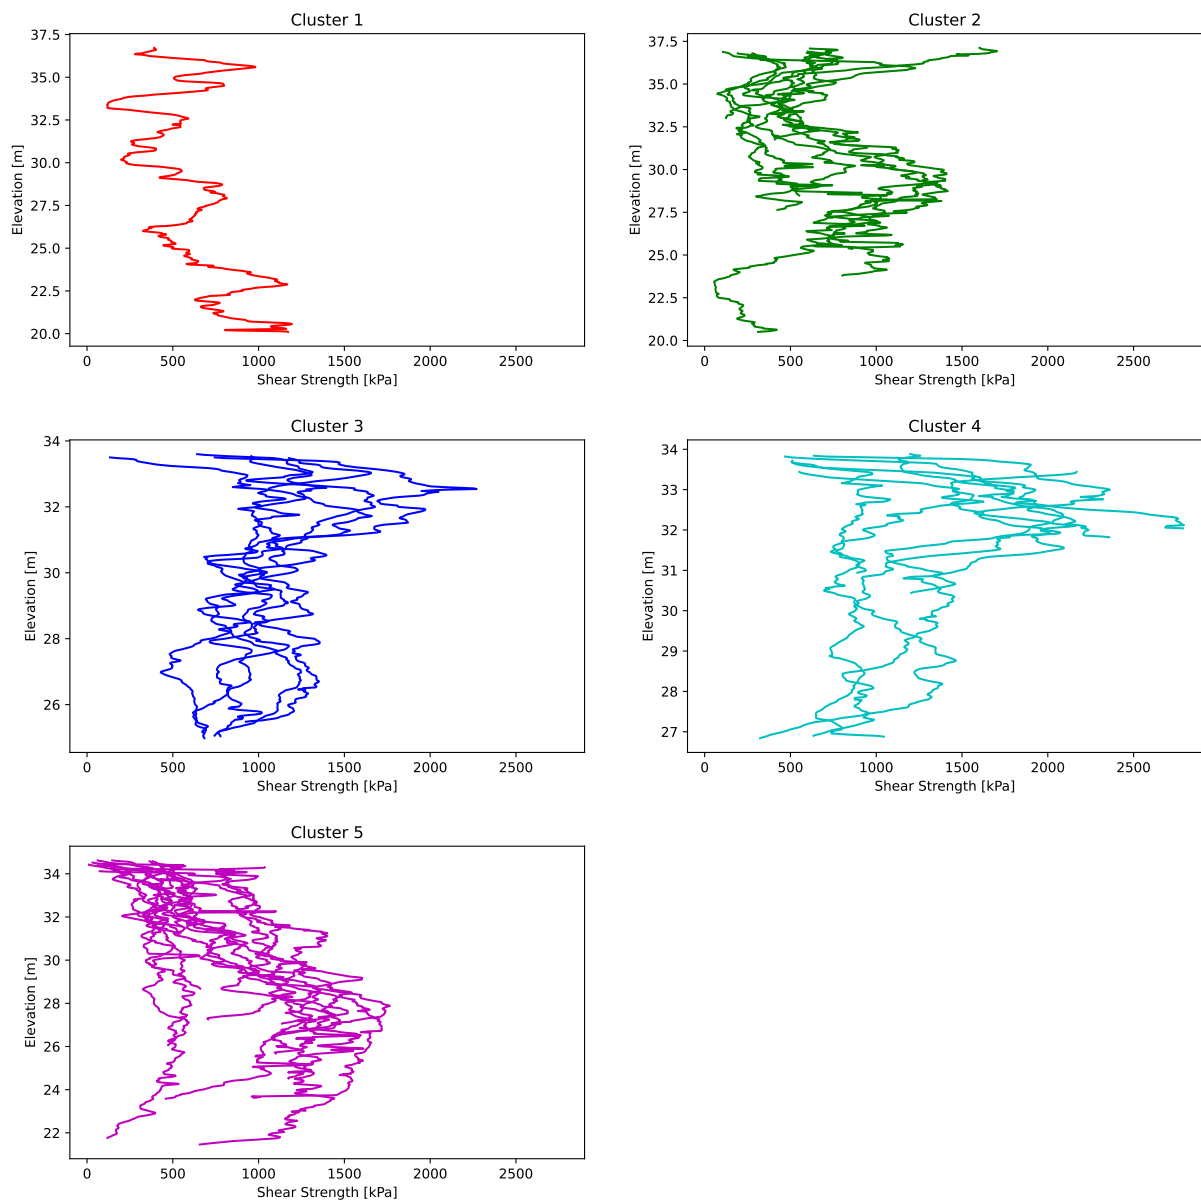 Cluster 1
37.5
35.0
32.5
30.0
27.5
25.0
22.5
20.0
Elevation [m]
0 500 1000 1500 2000 2500
Shear Strength [kPa]
Cluster 2
37.5
35.0
32.5
30.0
27.5
25.0
22.5
20.0
Elevation [m]
0 500 1000 1500 2000 2500
Shear Strength [kPa]
Cluster 3
34
32
30
28
26
Elevation [m]
0 500 1000 1500 2000 2500
Shear Strength [kPa]
Cluster 4
34
33
32
31
30
29
28
27
Elevation [m]
0 500 1000 1500 2000 2500
Shear Strength [kPa]
Cluster 5
34
32
30
28
26
24
22
Elevation [m]
0 500 1000 1500 2000 2500
Shear Strength [kPa]